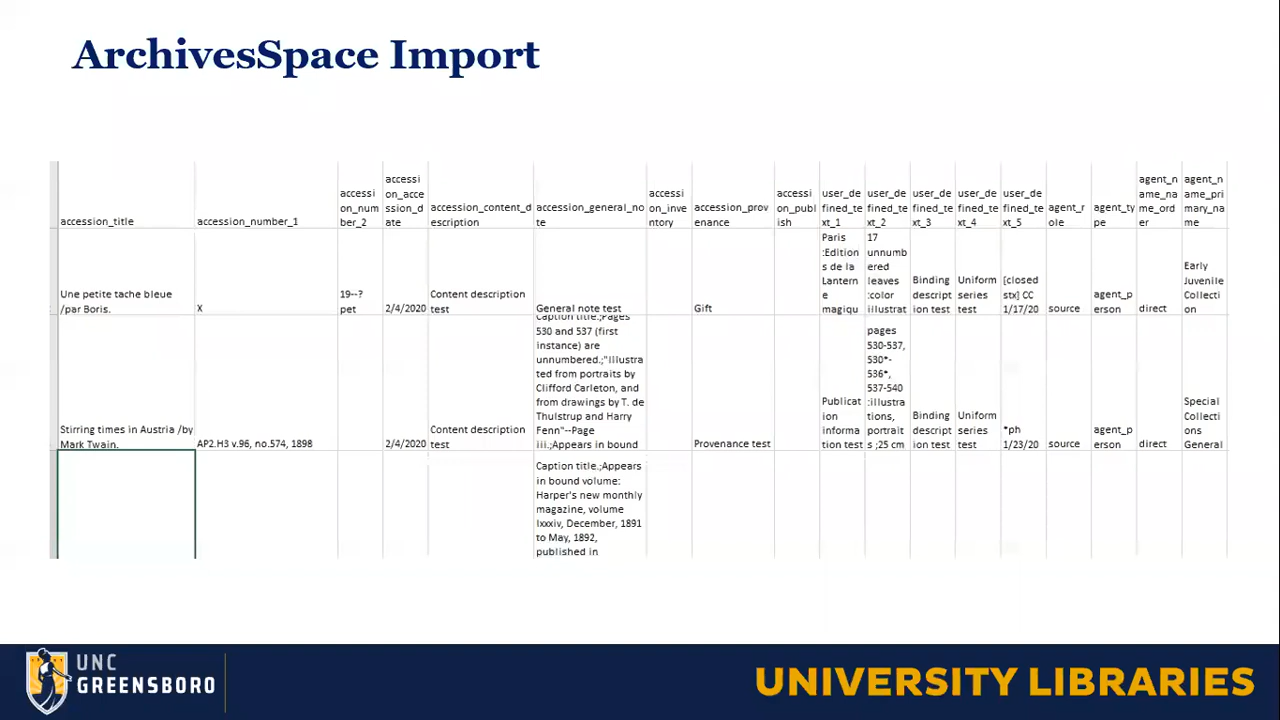 ArchivesSpace Import
accession_title
accession_number_1
accessi
on_num
ber_2
accessi
on_acce
ssion_d
ate
accession_content_d
escription
accession_general_no
te
accessi
on_inve
ntory
accession_prov
enance
accessi
on_publ
ish
user_de
fined_te
xt_1
user_de
fined_te
xt_2
user_de
fined_te
xt_3
user_de
fined_te
xt_4
user_de
fined_te
xt_5
agent_r
ole
agent_ty
pe
agent_n
ame_ord
er
agent_n
ame_pri
mary_na
me
Une petite tache bleue
/par Boris.
X
19--?
pet
2/4/2020
Content description
test
General note test
Gift
Paris
:Edition
s de la
Lantern
e
magiqu
17
unnumb
ered
leaves
:color
illustrat
Binding
descript
ion test
Uniform
series
test
[closed
stx] CC
1/17/20
source
agent_p
erson
direct
Early
Juvenile
Collecti
on
Stirring times in Austria /by
Mark Twain.
AP2.H3 v.96, no.574, 1898
2/4/2020
Content description
test
Caption title.;Pages
530 and 537 (first
instance) are
unnumbered.;"Illustra
ted from portraits by
Clifford Carleton, and
from drawings by T. de
Thulstrup and Harry
Fenn"--Page
iii.;Appears in bound
Provenance test
Publicat
ion
informa
tion test
pages
530-537,
530*-
536*,
537-540
:illustra
tions,
portrait
s ;25 cm
Binding
descript
ion test
Uniform
series
test
*ph
1/23/20
source
agent_p
erson
direct
Special
Collecti
ons
General
Caption title.;Appears
in bound volume:
Harper's new monthly
magazine, volume
lxxxiv, December, 1891
to May, 1892,
published in
UNC
GREENSBORO
UNIVERSITY LIBRARIES